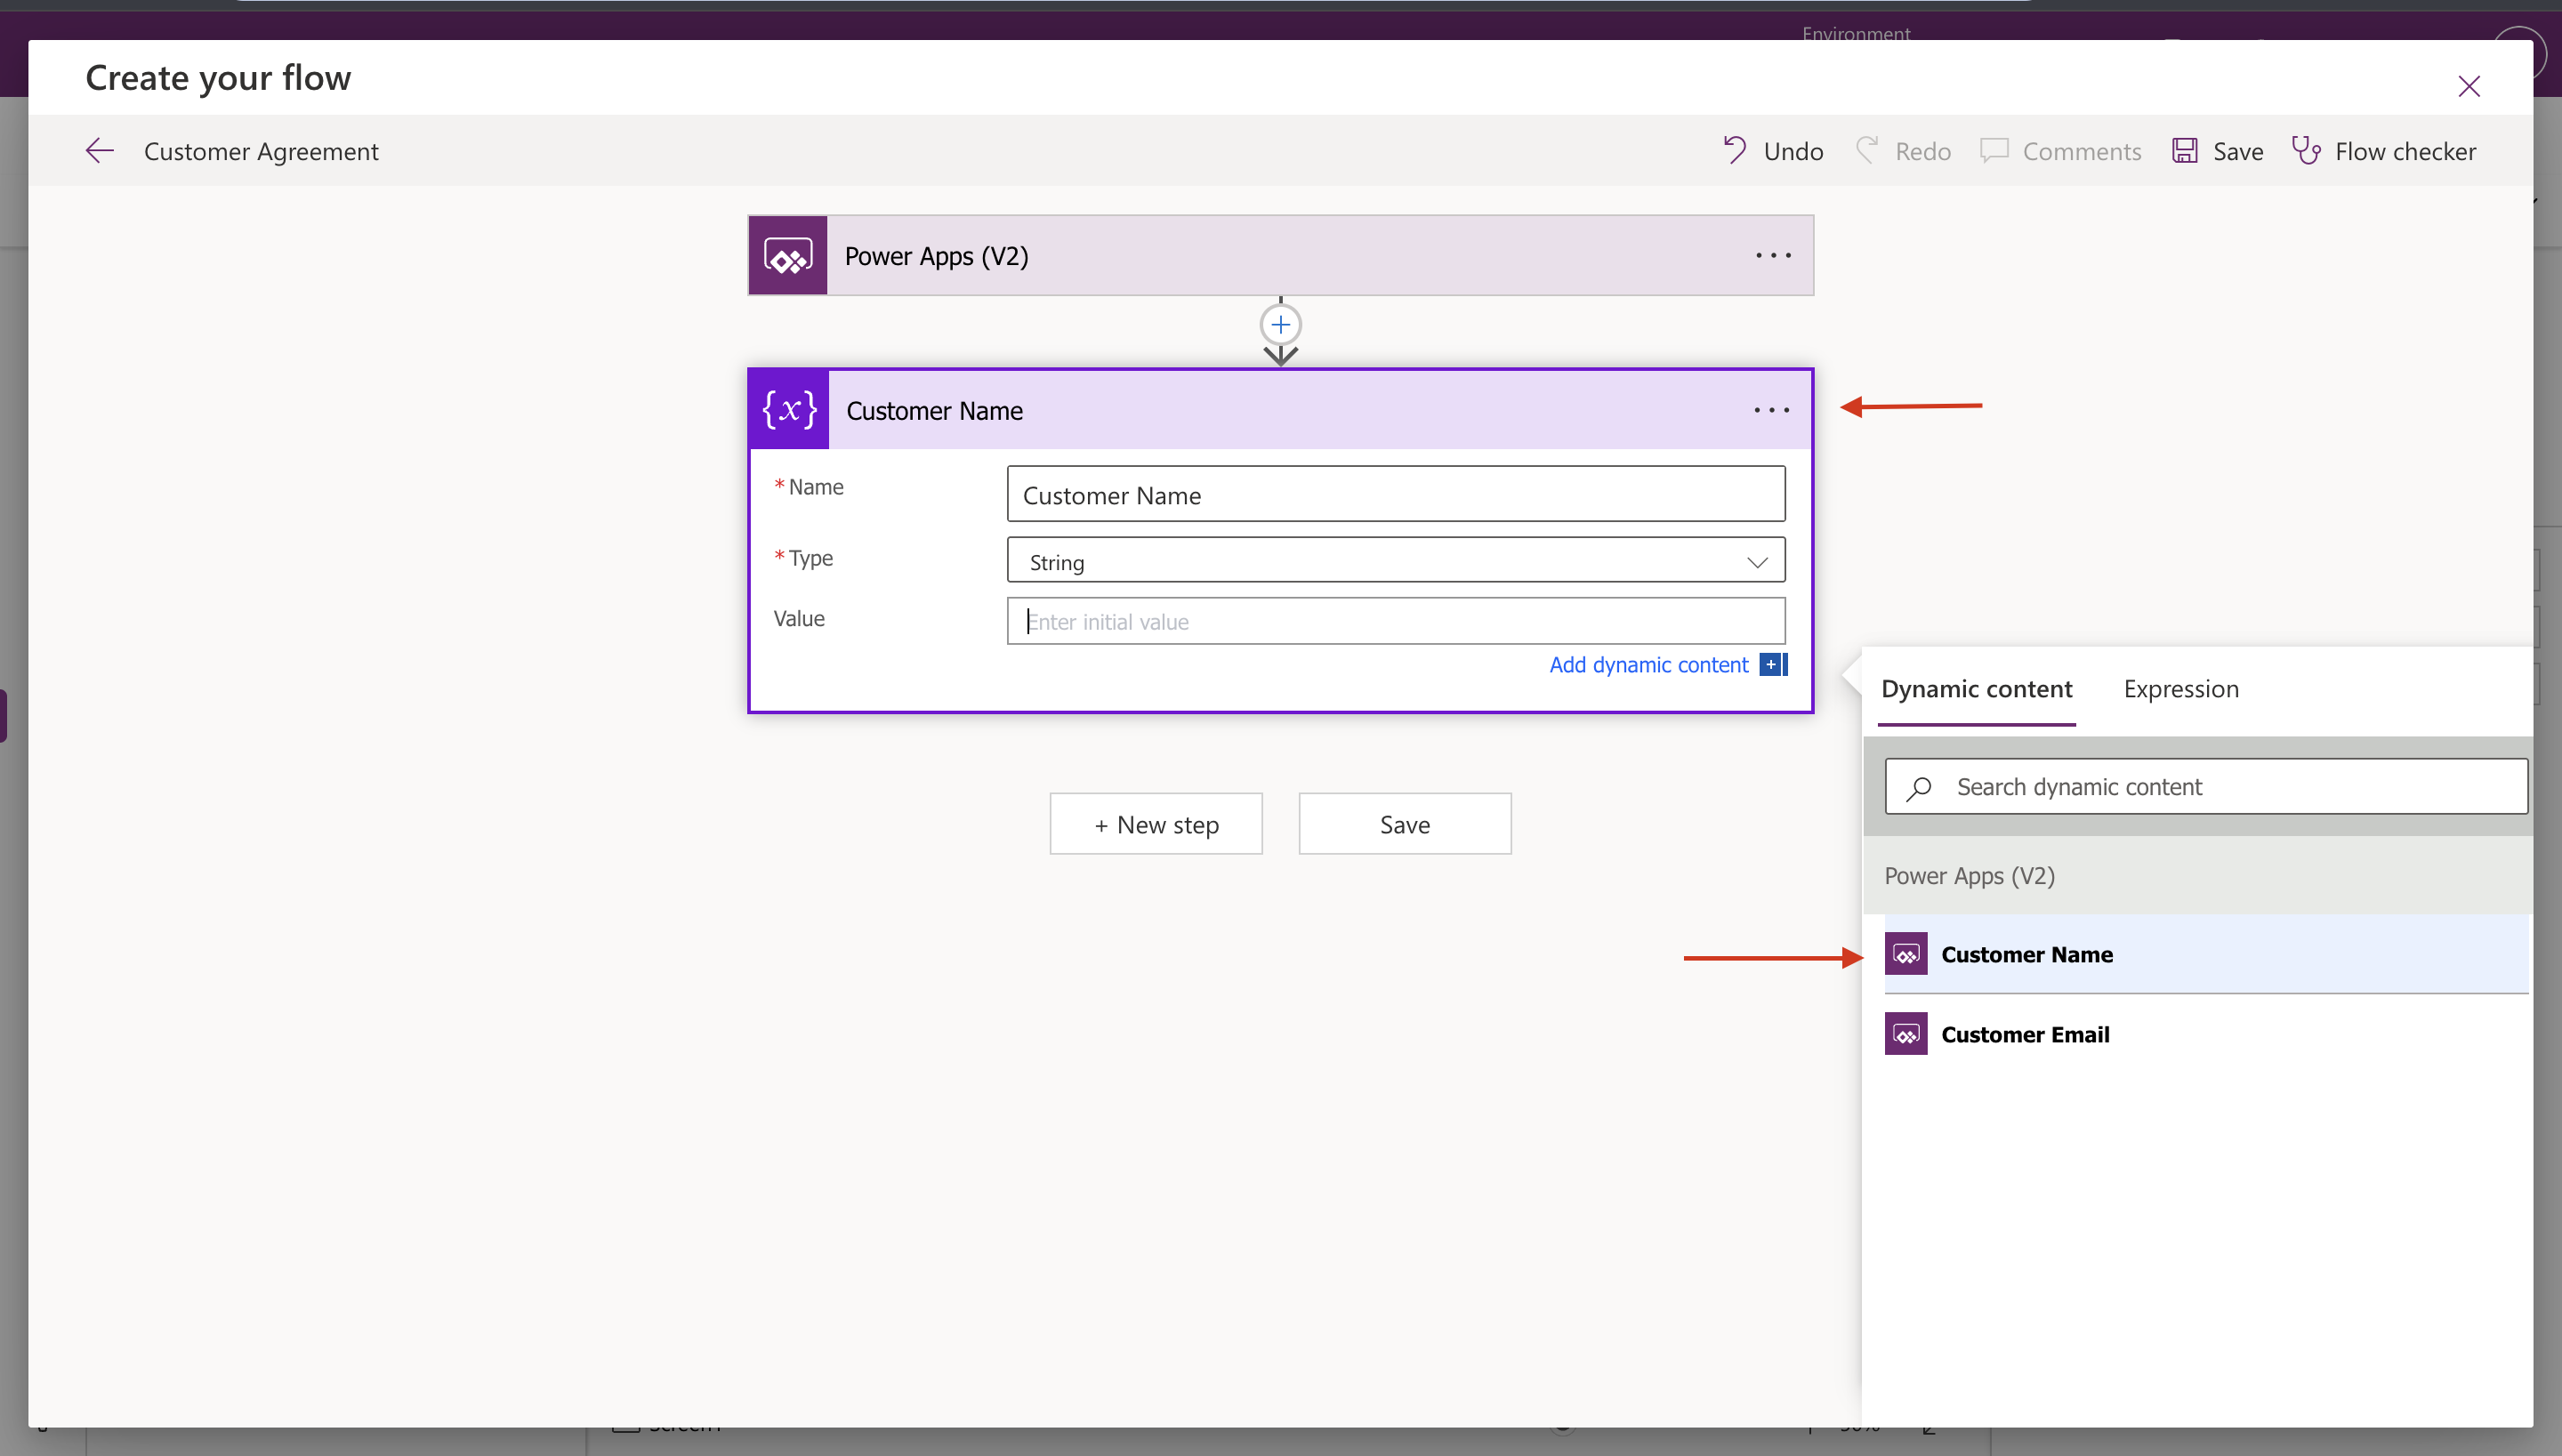 Environment
Create your flow
Customer Agreement
Undo
Redo
Comments
Save
Flow checker
Power Apps (V2)
{x}
Customer Name
* Name
Customer Name
* Type
String
Value
Enter initial value
Add dynamic content
+ New step
Save
Dynamic content
Expression
Search dynamic content
Power Apps (V2)
Customer Name
Customer Email